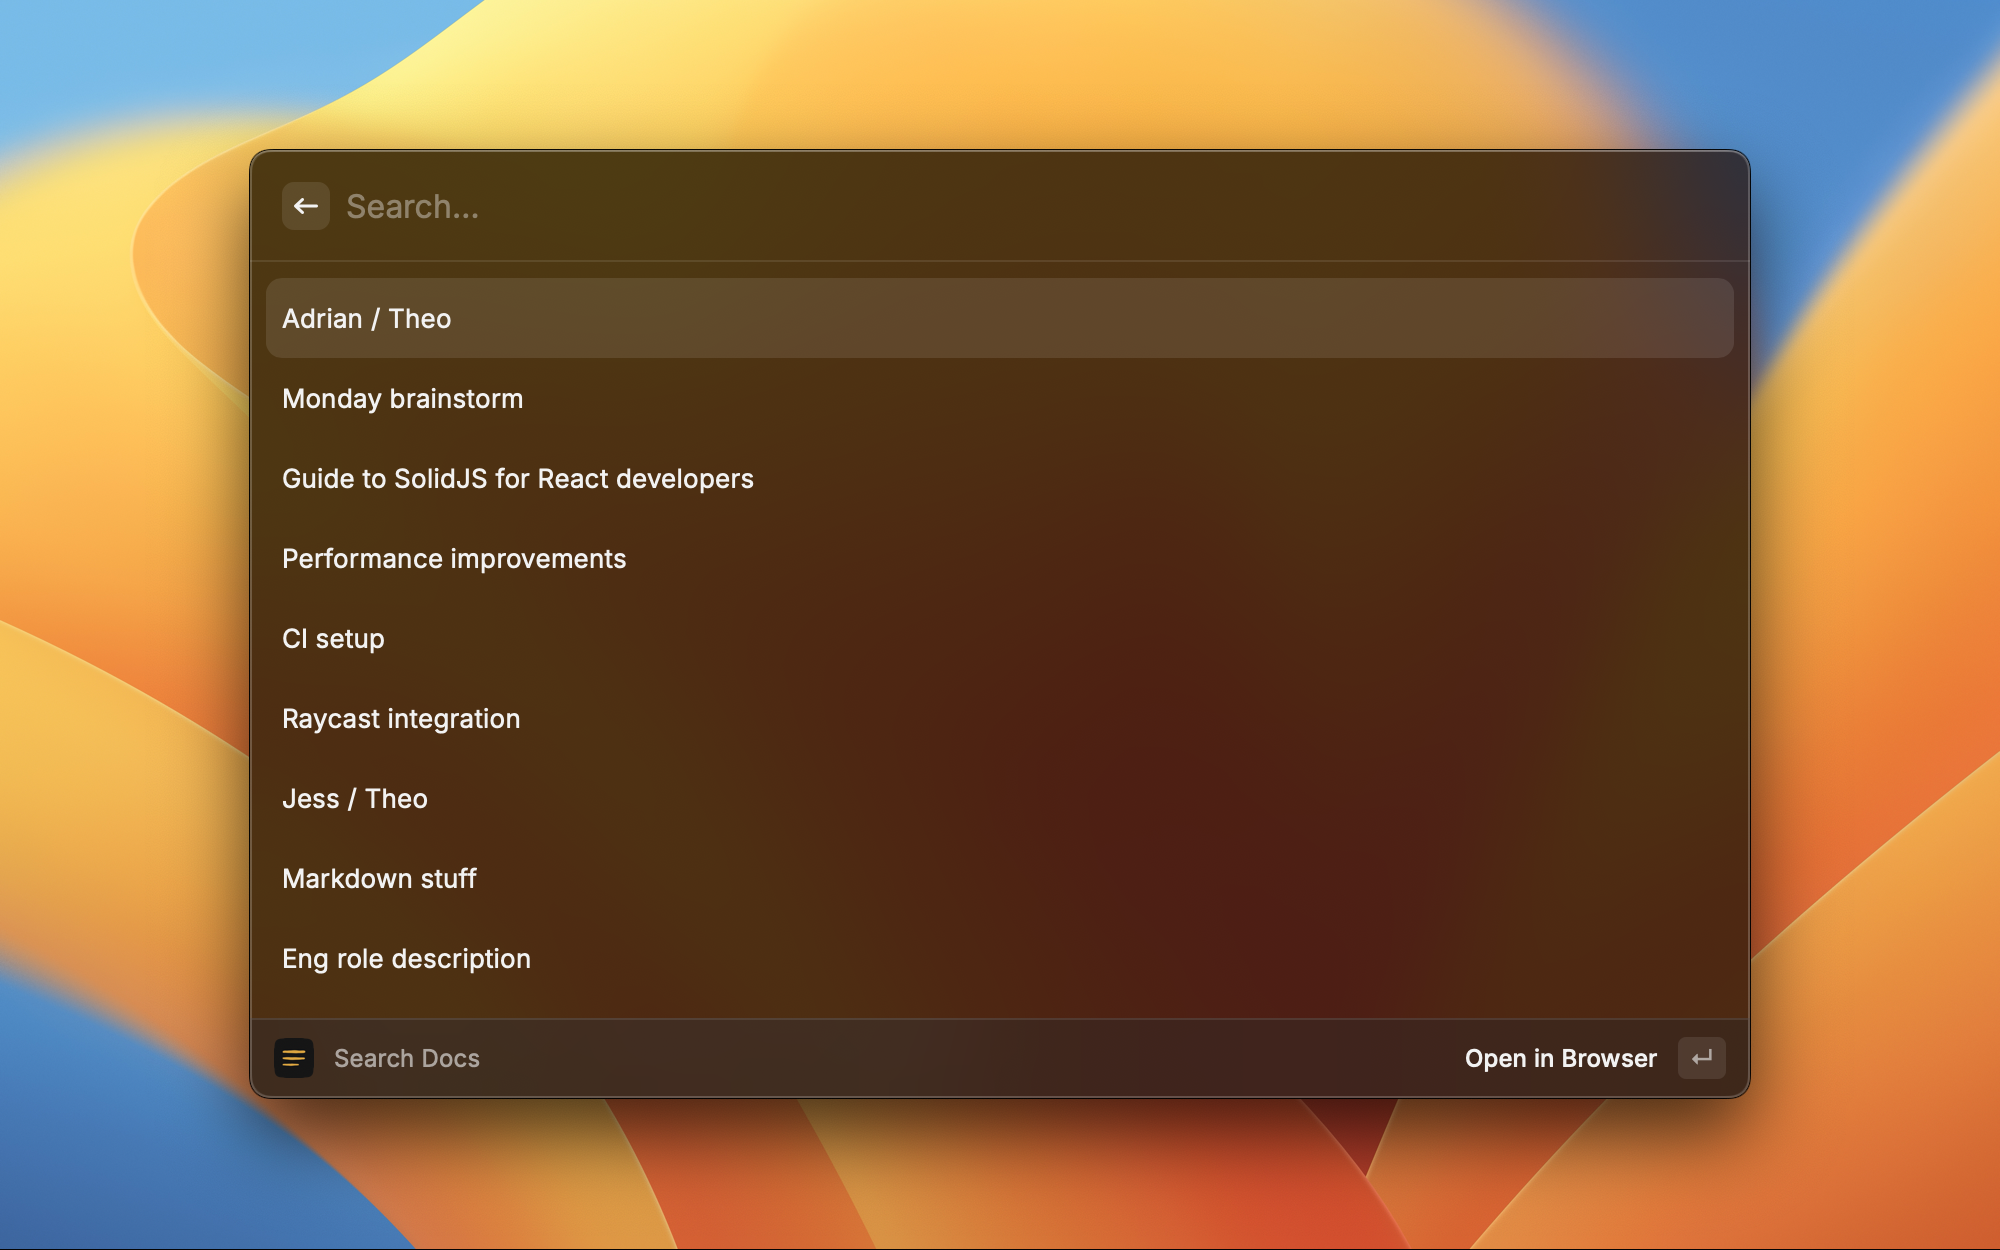 Search...
Adrian / Theo
Monday brainstorm
Guide to SolidJS for React developers
Performance improvements
CI setup
Raycast integration
Jess / Theo
Markdown stuff
Eng role description
Search Docs
Open in Browser